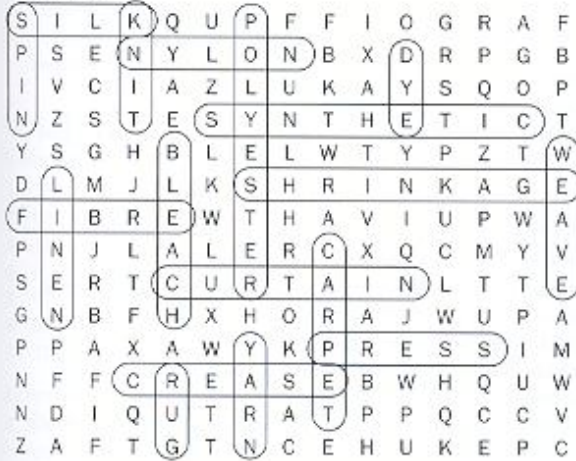 S I L K Q U P F F I O G R A F
P S E N Y L O N B X D R P G B
I V C I A Z L U K A Y S Q O P
N Z S T E S Y N T H E T I C T
Y S G H B L E L W T Y P Z T W
D L M J L K S H R I N K A G E
F I B R E W T H A V I U P W A
P N J L A L E R C X Q C M Y V
S E R T C U R T A I N L T T E
G N B F H X H O R A J W U P A
P P A X A W Y K P R E S S I M
N F F C R E A S E B W H Q U W
N D I Q U T R A T P P Q C C V
Z A F T G T N C E H U K E P C